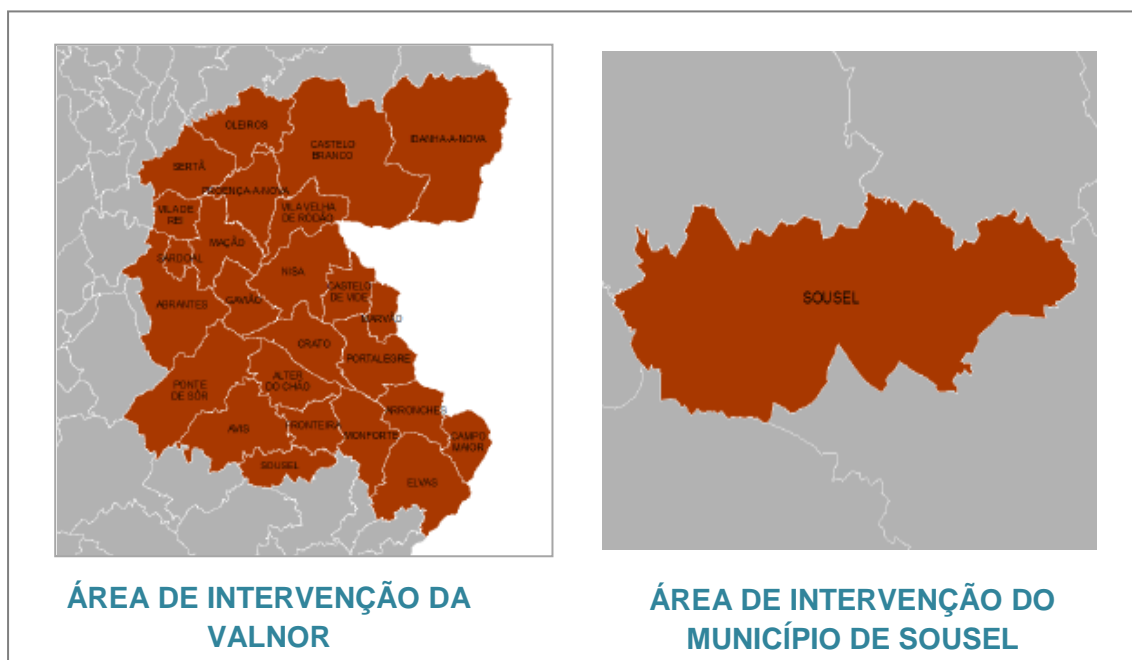 OLEIROS
IDANHA-A-NOVA
CASTELO
BRANCO
SERTÃ
PROENÇA-A-NOVA
VILA VELHA
DE RODÃO
VILA DE
REI
MAÇÃO
SARDOAL
NISA
CASTELO
DE VIDE
ABRANTES
GAVIÃO
MARVÃO
CRATO
PORTALEGRE
ALTER
DO CHÃO
PONTE
DE SÔR
ARRONCHES
AVIS
FRONTEIRA
MONFORTE
CAMPO
MAIOR
SOUSEL
ELVAS
ÁREA DE INTERVENÇÃO DA
VALNOR
SOUSEL
ÁREA DE INTERVENÇÃO DO
MUNICÍPIO DE SOUSEL